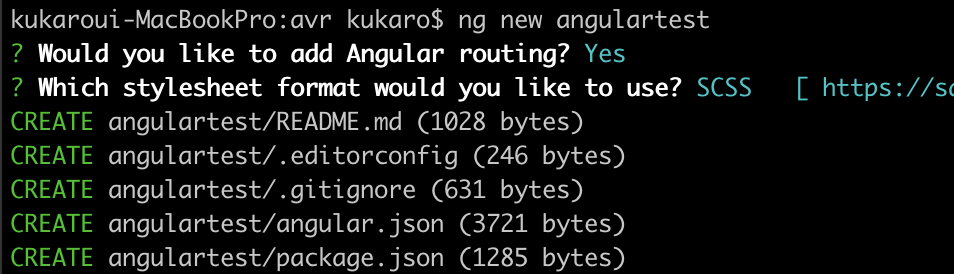 kukaroui-MacBookPro:avr kukaro$ ng new angulartest
? Would you like to add Angular routing? Yes
? Which stylesheet format would you like to use? SCSS   [ https://sa
CREATE angulartest/README.md (1028 bytes)
CREATE angulartest/.editorconfig (246 bytes)
CREATE angulartest/.gitignore (631 bytes)
CREATE angulartest/angular.json (3721 bytes)
CREATE angulartest/package.json (1285 bytes)